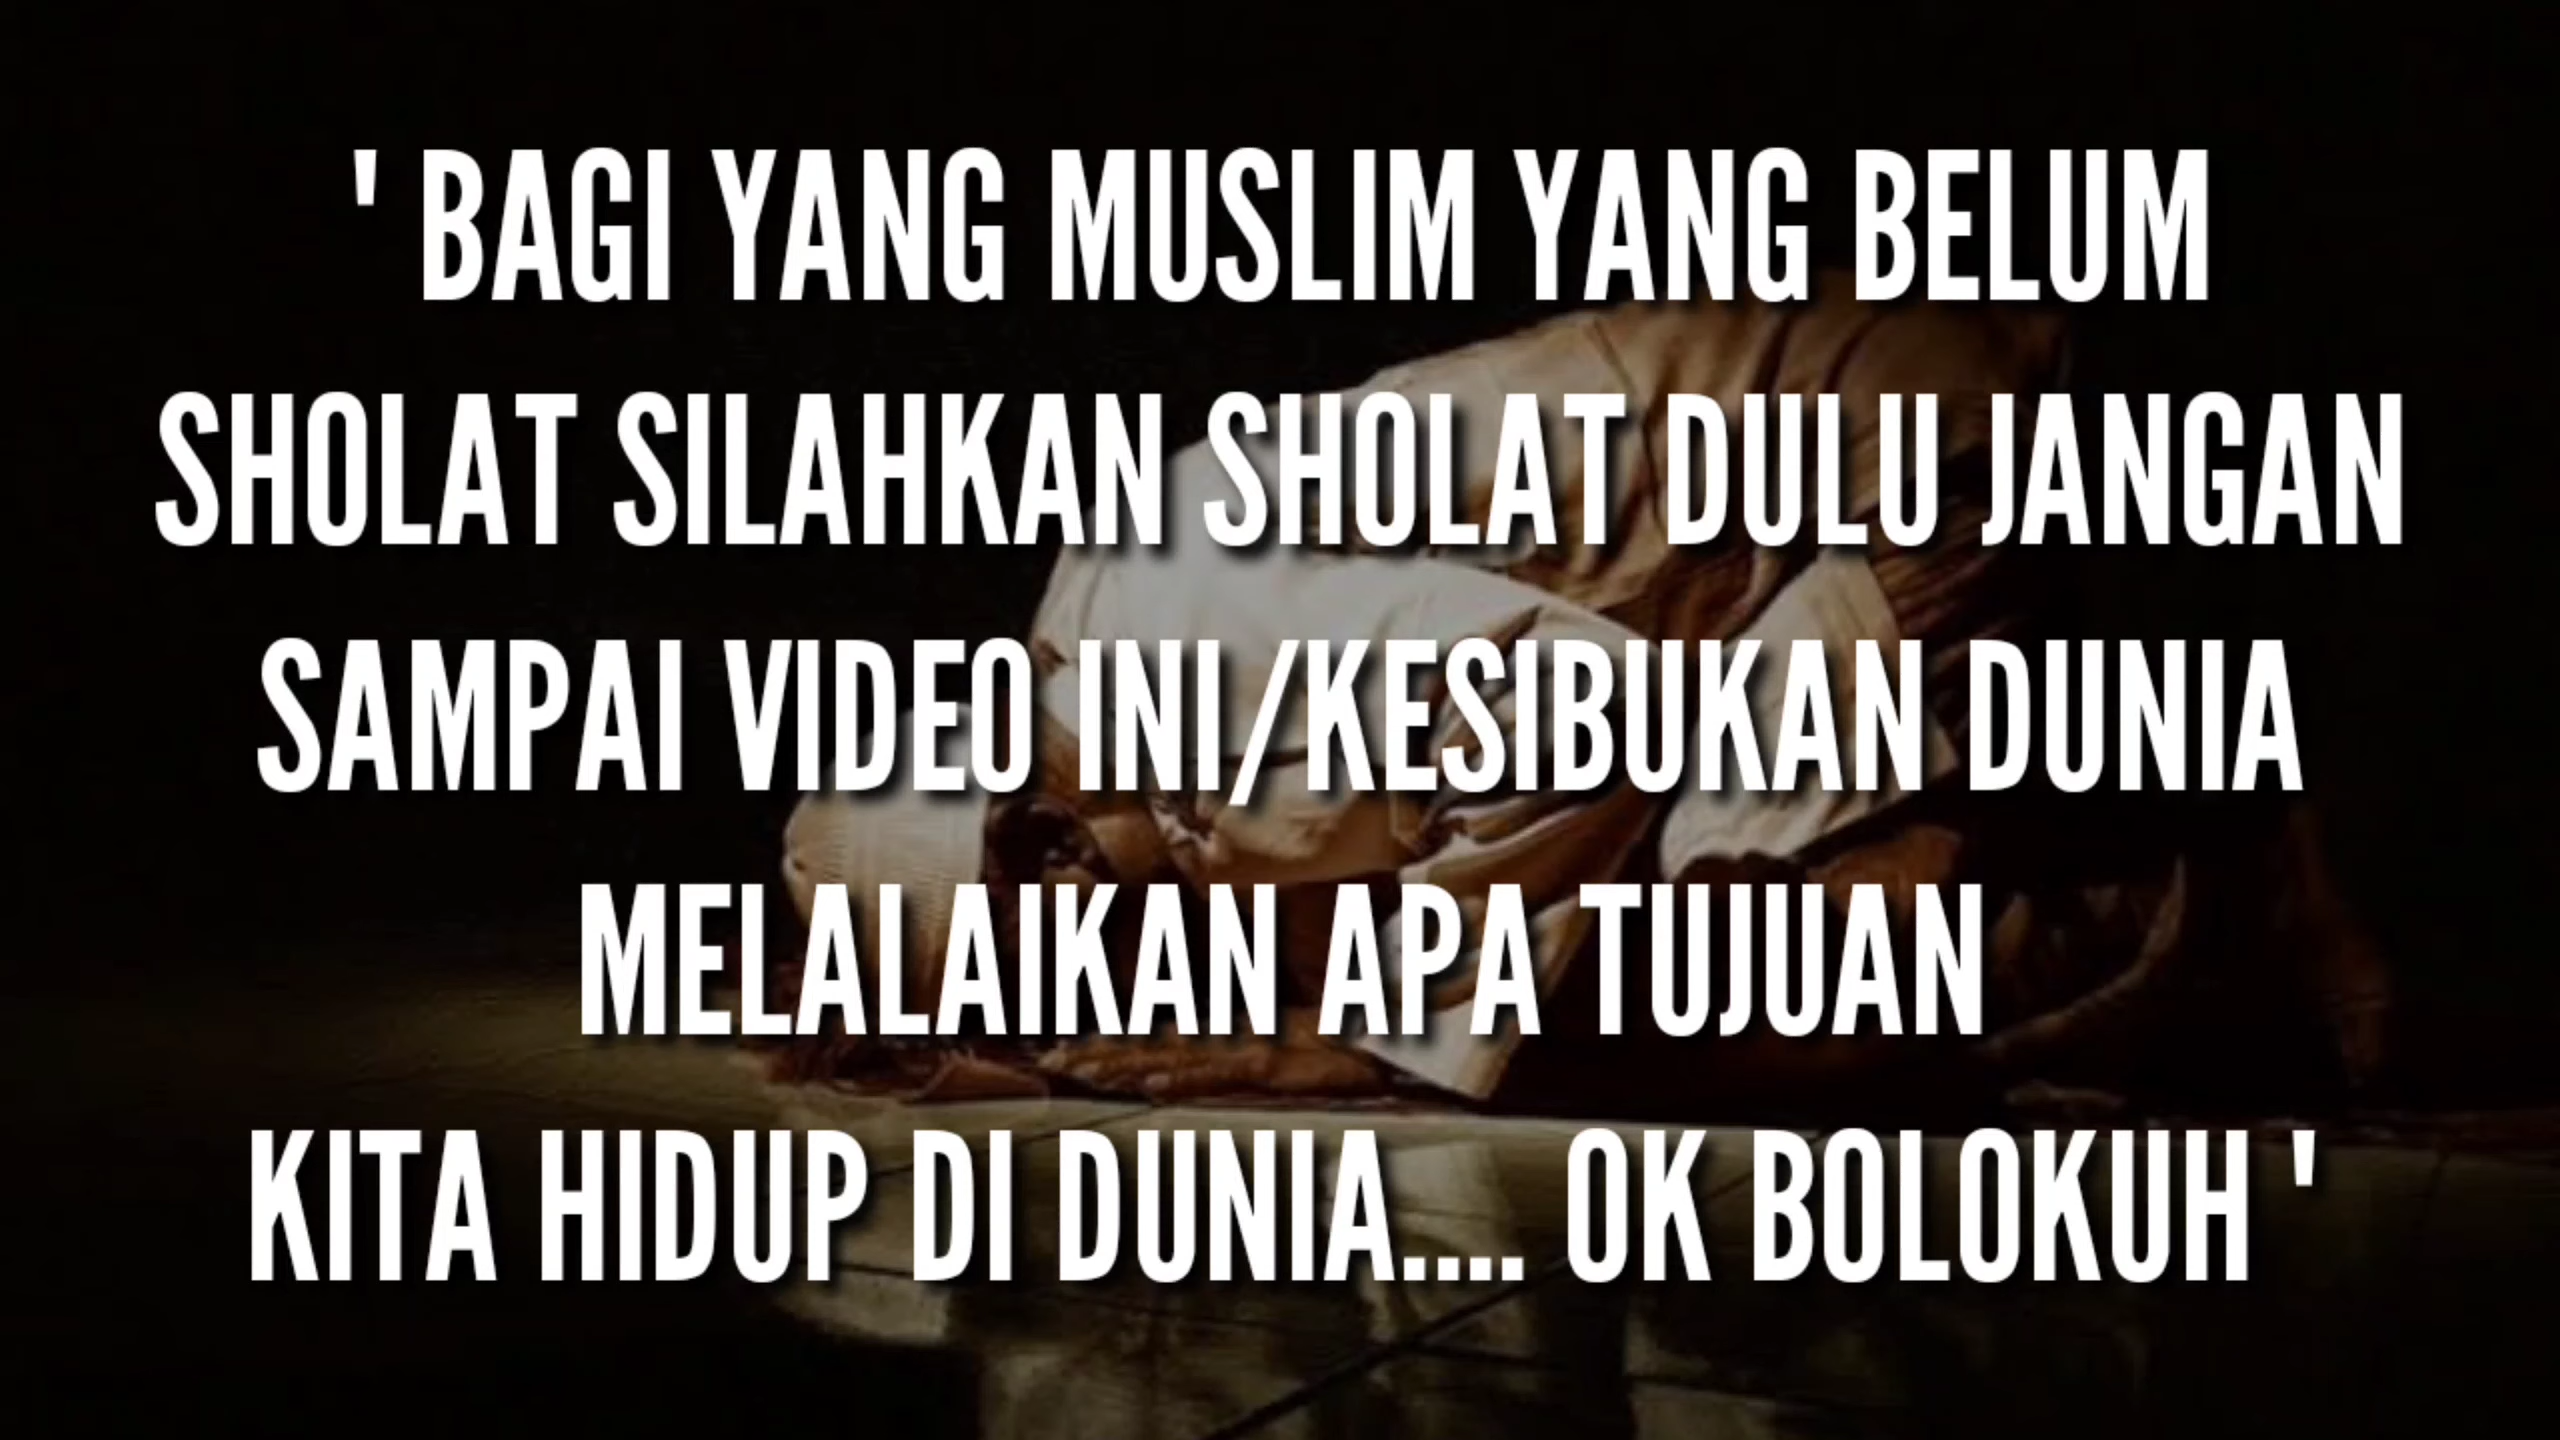 ' BAGI YANG MUSLIM YANG BELUM
SHOLAT SILAHKAN SHOLAT DULU JANGAN
SAMPAI VIDEO INI/KESIBUKAN DUNIA
MELALAIKAN APA TUJUAN
KITA HIDUP DI DUNIA.... OK BOLOKUH '